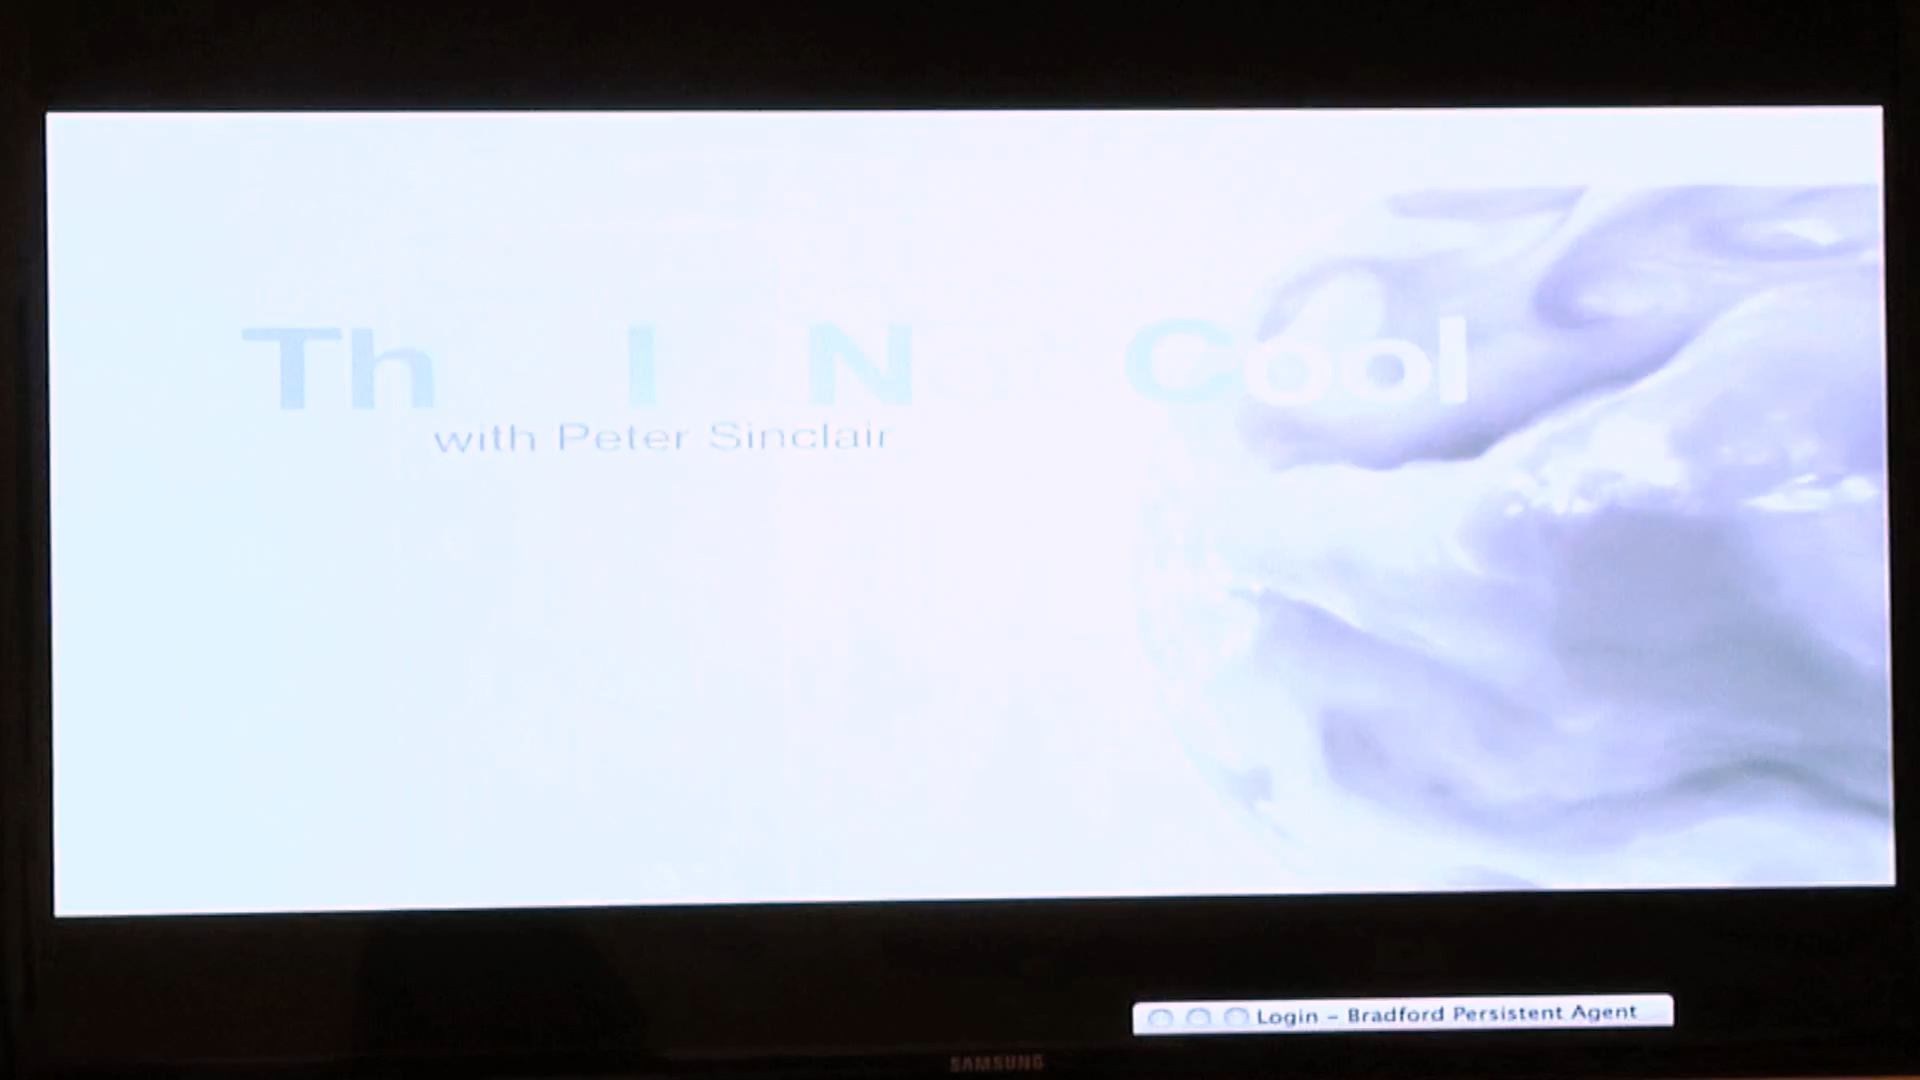 Th I N Cool
with Peter Sinclair
Login – Bradford Persistent Agent
SAMSUNG